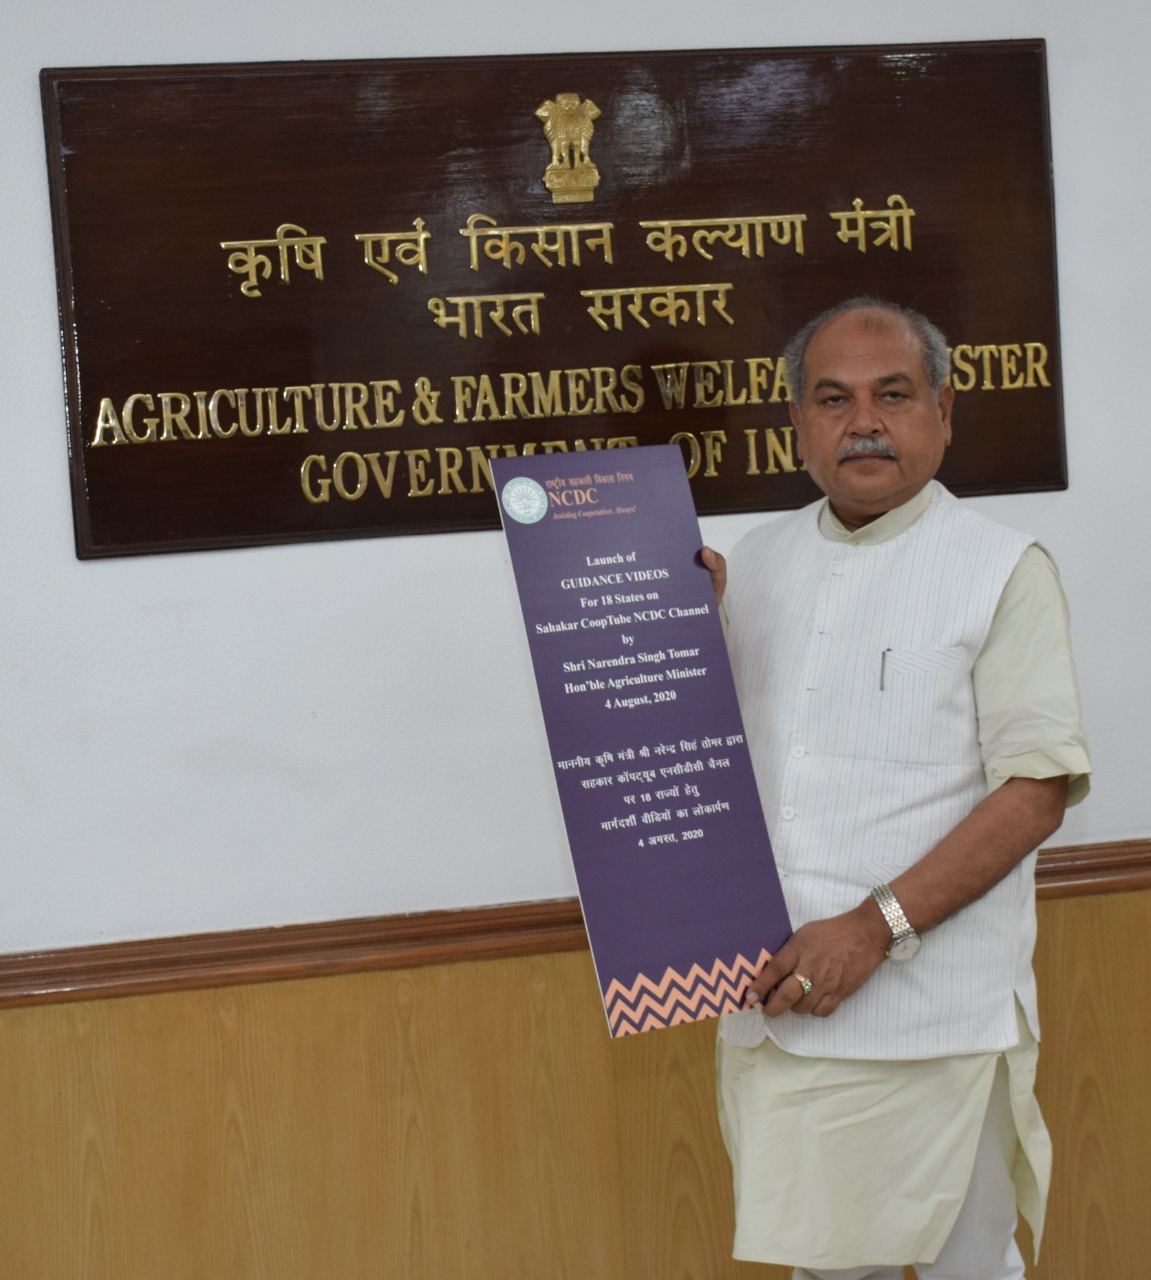 कृषि एवं किसान कल्याण मंत्री
भारत सरकार
AGRICULTURE & FARMERS WELFA STER
GOVERNMENT OF IN
राष्ट्रीय सहकारी विकास निगम
NCDC
Assisting Cooperatives. Always!
Launch of
GUIDANCE VIDEOS
For 18 States on
Sahakar CoopTube NCDC Channel
by
Shri Narendra Singh Tomar
Hon'ble Agriculture Minister
4 August, 2020
माननीय कृषि मंत्री श्री नरेन्द्र सिहं तोमर द्वारा
सहकार कॉपट्यूब एनसीडीसी चैनल
पर 18 राज्यों हेतु
मार्गदर्शी वीडियों का लोकार्पण
4 अगस्त, 2020